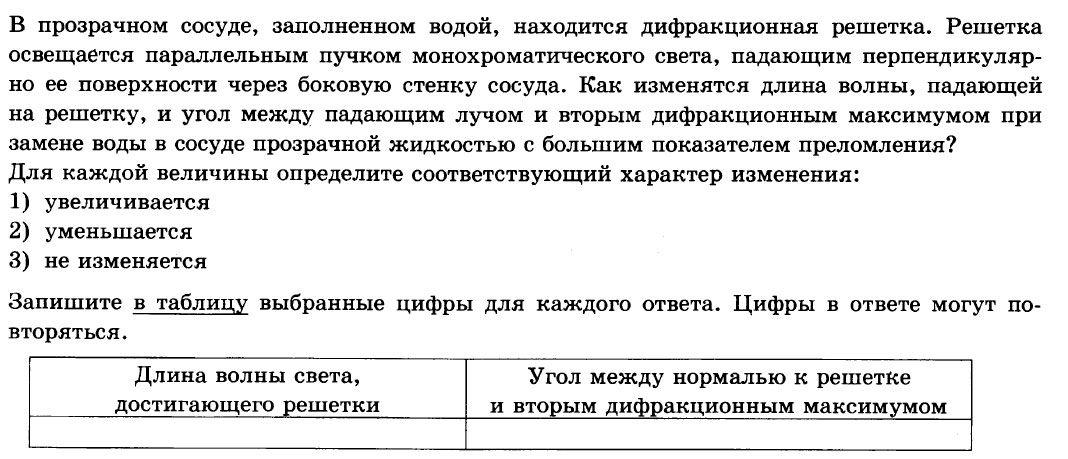 В прозрачном сосуде, заполненном водой, находится дифракционная решетка. Решетка
освещается параллельным пучком монохроматического света, падающим перпендикуляр-
но ее поверхности через боковую стенку сосуда. Как изменятся длина волны, падающей
на решетку, и угол между падающим лучом и вторым дифракционным максимумом при
замене воды в сосуде прозрачной жидкостью с большим показателем преломления?
Для каждой величины определите соответствующий характер изменения:
1) увеличивается
2) уменьшается
3) не изменяется
Запишите в таблицу выбранные цифры для каждого ответа. Цифры в ответе могут по-
вторяться.
Длина волны света,
достигающего решетки
Угол между нормалью к решетке
и вторым дифракционным максимумом